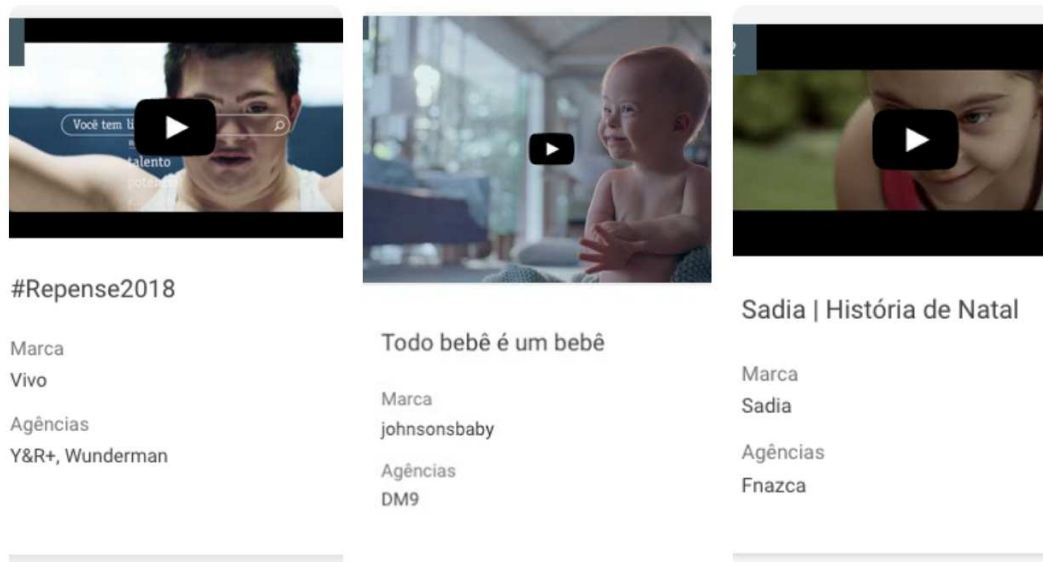 Você tem li
talento
#Repense2018
Marca
Vivo
Agências
Y&R+, Wunderman
Todo bebê é um bebê
Marca
johnsonsbaby
Agências
DM9
2
Sadia | História de Natal
Marca
Sadia
Agências
Fnazca